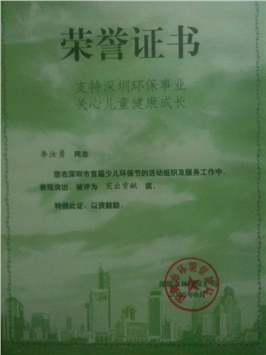 荣誉证书
支持深圳环保事业
关心儿童健康成长
同志:
您在深圳市首届少儿环保节的活动组织及服务工作中,
表现突出,被评为 突出贡献 奖。
特颁此证,以资鼓励。